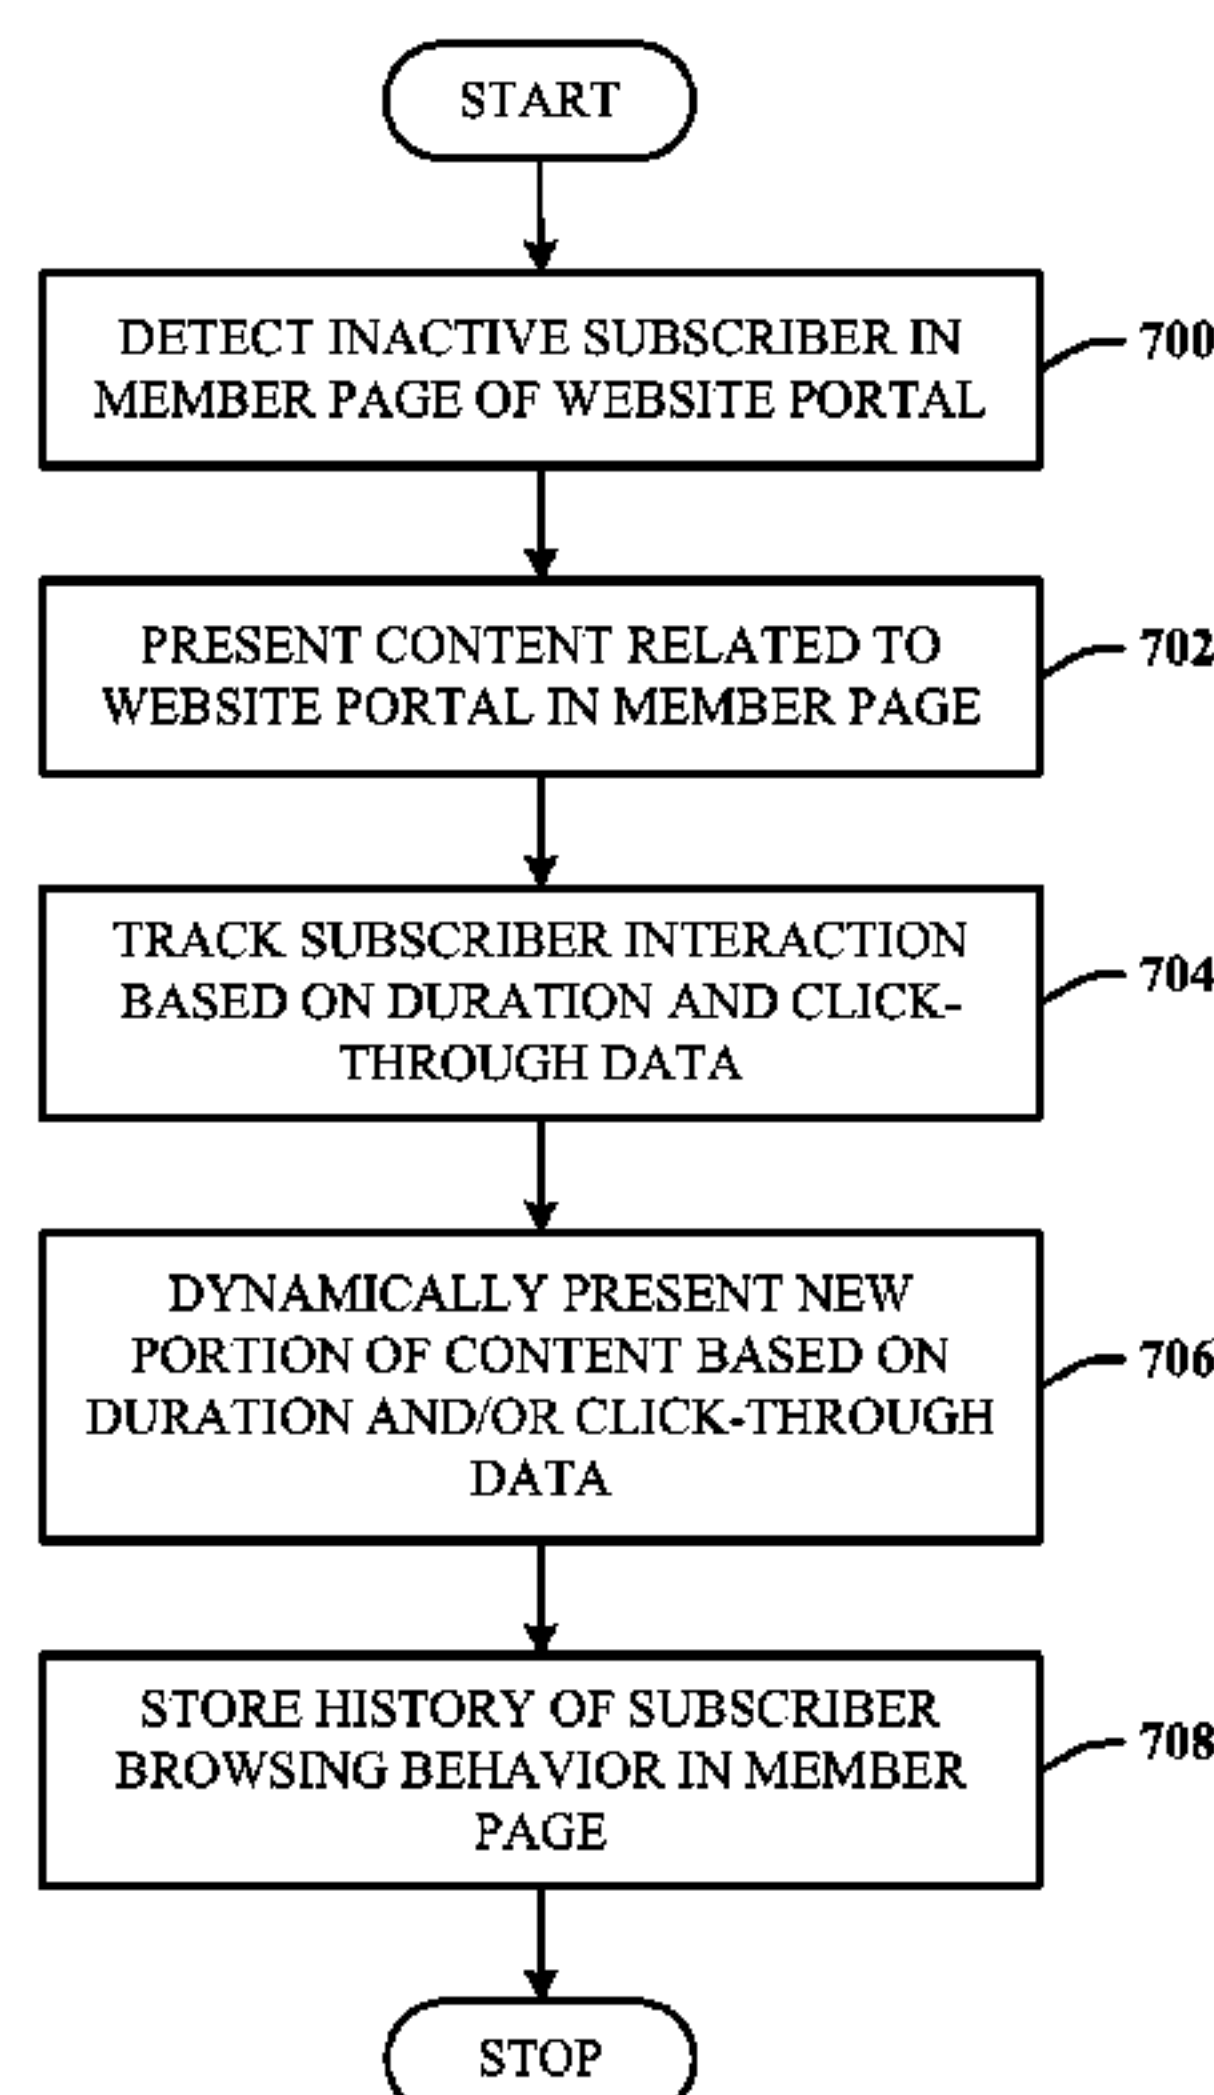 START
DETECT INACTIVE SUBSCRIBER IN
MEMBER PAGE OF WEBSITE PORTAL
700
PRESENT CONTENT RELATED TO
WEBSITE PORTAL IN MEMBER PAGE
702
TRACK SUBSCRIBER INTERACTION
BASED ON DURATION AND CLICK-
THROUGH DATA
704
DYNAMICALLY PRESENT NEW
PORTION OF CONTENT BASED ON
DURATION AND/OR CLICK-THROUGH
DATA
706
STORE HISTORY OF SUBSCRIBER
BROWSING BEHAVIOR IN MEMBER
PAGE
708
STOP